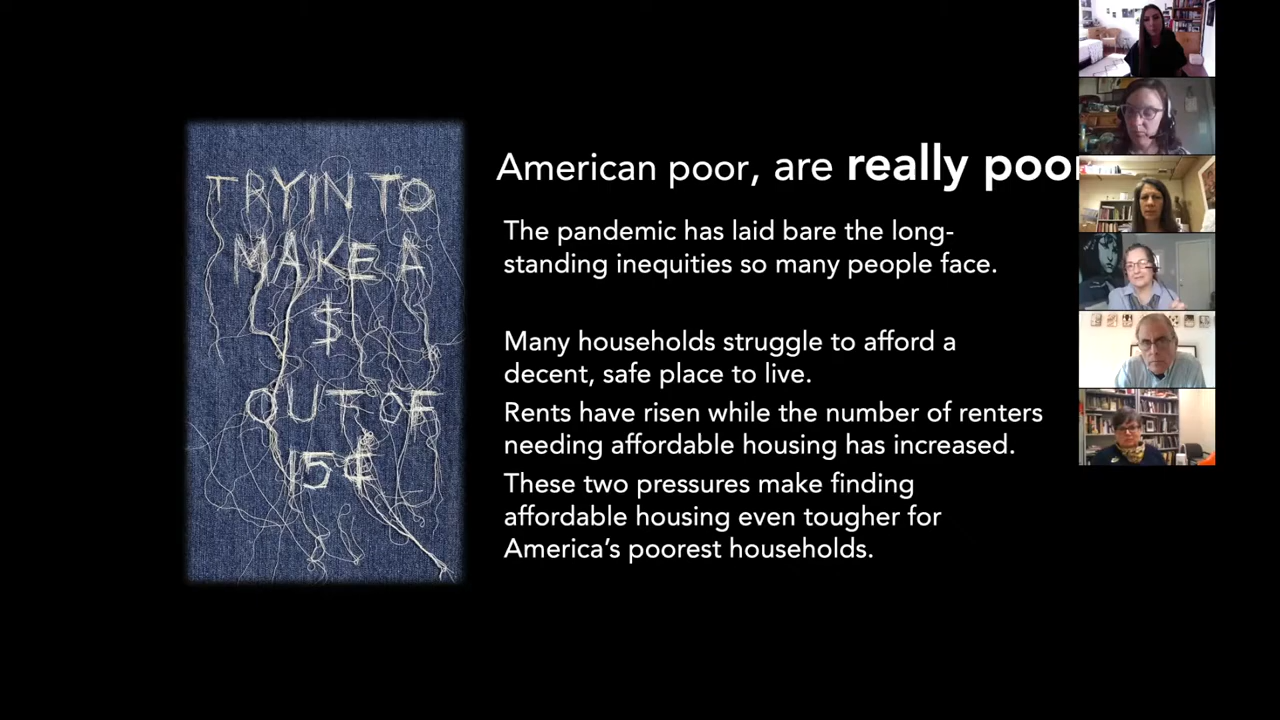 TRYIN TO
MAKE A
$
OUT OF
15¢
American poor, are really poor
The pandemic has laid bare the long-
standing inequities so many people face.
Many households struggle to afford a
decent, safe place to live.
Rents have risen while the number of renters
needing affordable housing has increased.
These two pressures make finding
affordable housing even tougher for
America's poorest households.